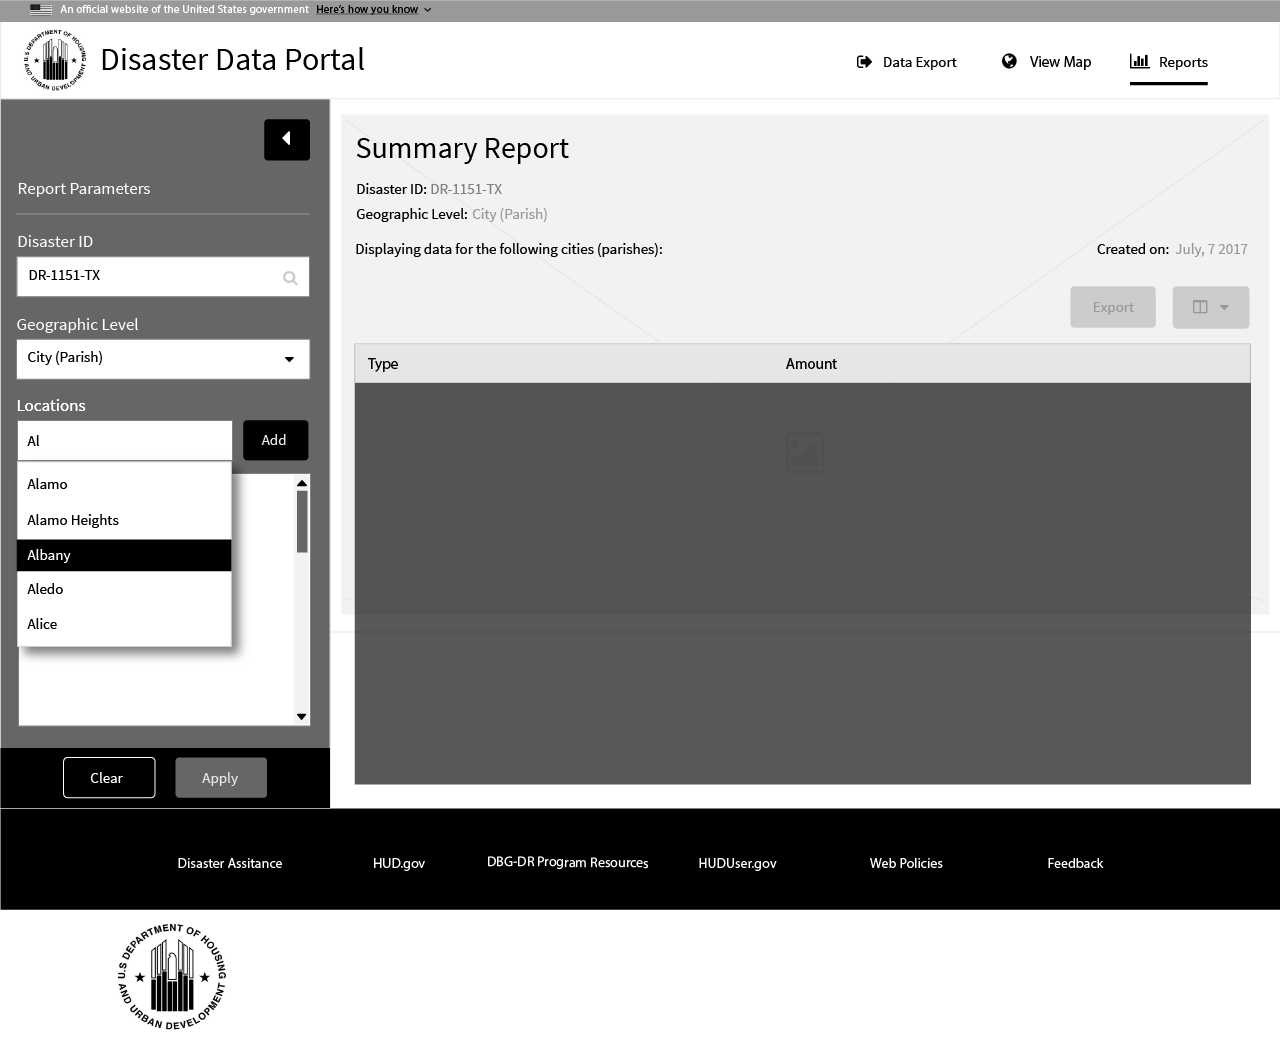 An official website of the United States government Here's how you know
U.S DEPARTMENT OF HOUSING AND URBAN DEVELOPMENT
Disaster Data Portal
Data Export
View Map
Reports
Report Parameters
Disaster ID
DR-1151-TX
Geographic Level
City (Parish)
Locations
Al
Add
Alamo
Alamo Heights
Albany
Aledo
Alice
Clear
Apply
Summary Report
Disaster ID: DR-1151-TX
Geographic Level: City (Parish)
Displaying data for the following cities (parishes):
Created on: July, 7 2017
Export
Type
Amount
Disaster Assitance
HUD.gov
DBG-DR Program Resources
HUDUser.gov
Web Policies
Feedback
U.S DEPARTMENT OF HOUSING
AND URBAN DEVELOPMENT